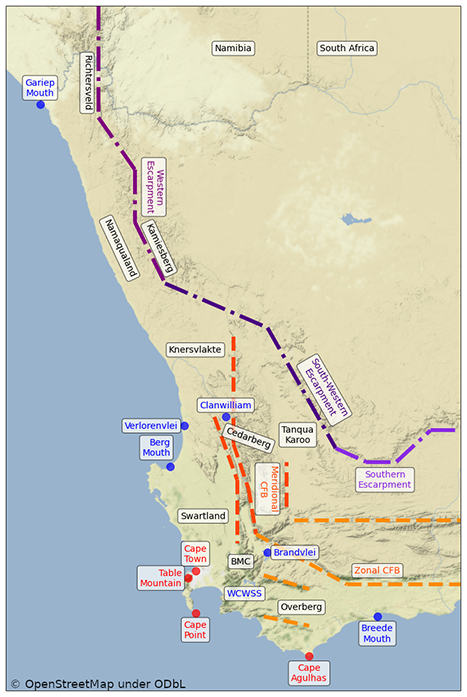 Namibia
South Africa
Richtersveld
Gariep
Mouth
Western
Escarpment
Kamiesberg
Namaqualand
Knersvlakte
South-Western
Escarpment
Clanwilliam
Verlorenvlei
Cedarberg
Tanqua
Karoo
Berg
Mouth
Meridional
CFB
Southern
Escarpment
Swartland
Cape
Town
BMC
Brandvlei
Table
Mountain
Zonal CFB
WCWSS
Overberg
Cape
Point
Breede
Mouth
Cape
Agulhas
© OpenStreetMap under ODbL